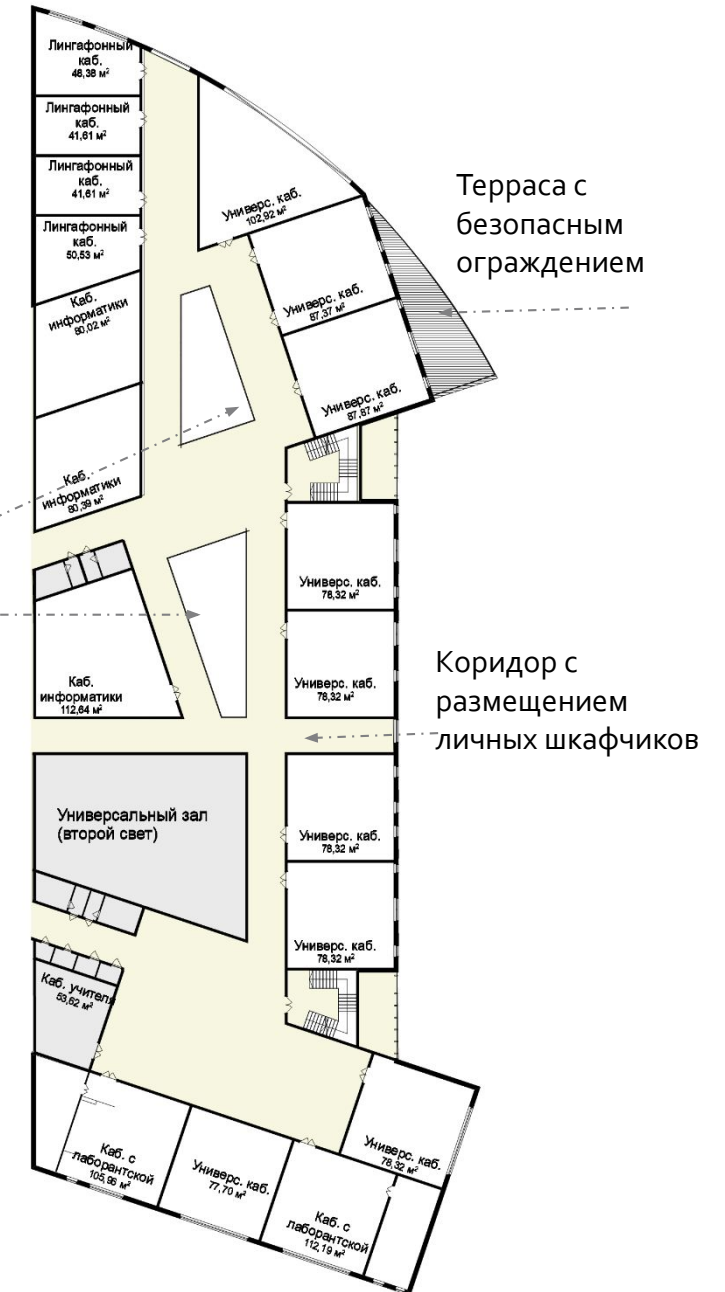 Лингафонный
каб.
46,38 м²
Лингафонный
каб.
41,61 м²
Лингафонный
каб.
41,61 м²
Лингафонный
каб.
50,53 м²
Каб.
информатики
80,02 м²
Каб.
информатики
80,39 м²
Универс. каб.
102,92 м²
Универс. каб.
87,37 м²
Универс. каб.
87,87 м²
Терраса с
безопасным
ограждением
Универс. каб.
78,32 м²
Универс. каб.
78,32 м²
Каб.
информатики
112,64 м²
Коридор с
размещением
личных шкафчиков
Универсальный зал
(второй свет)
Универс. каб.
78,32 м²
Универс. каб.
78,32 м²
Каб. учителя
53,62 м²
Каб. с
лаборантской
105,96 м²
Универс. каб.
77,70 м²
Каб. с
лаборантской
112,19 м²
Универс. каб.
78,32 м²